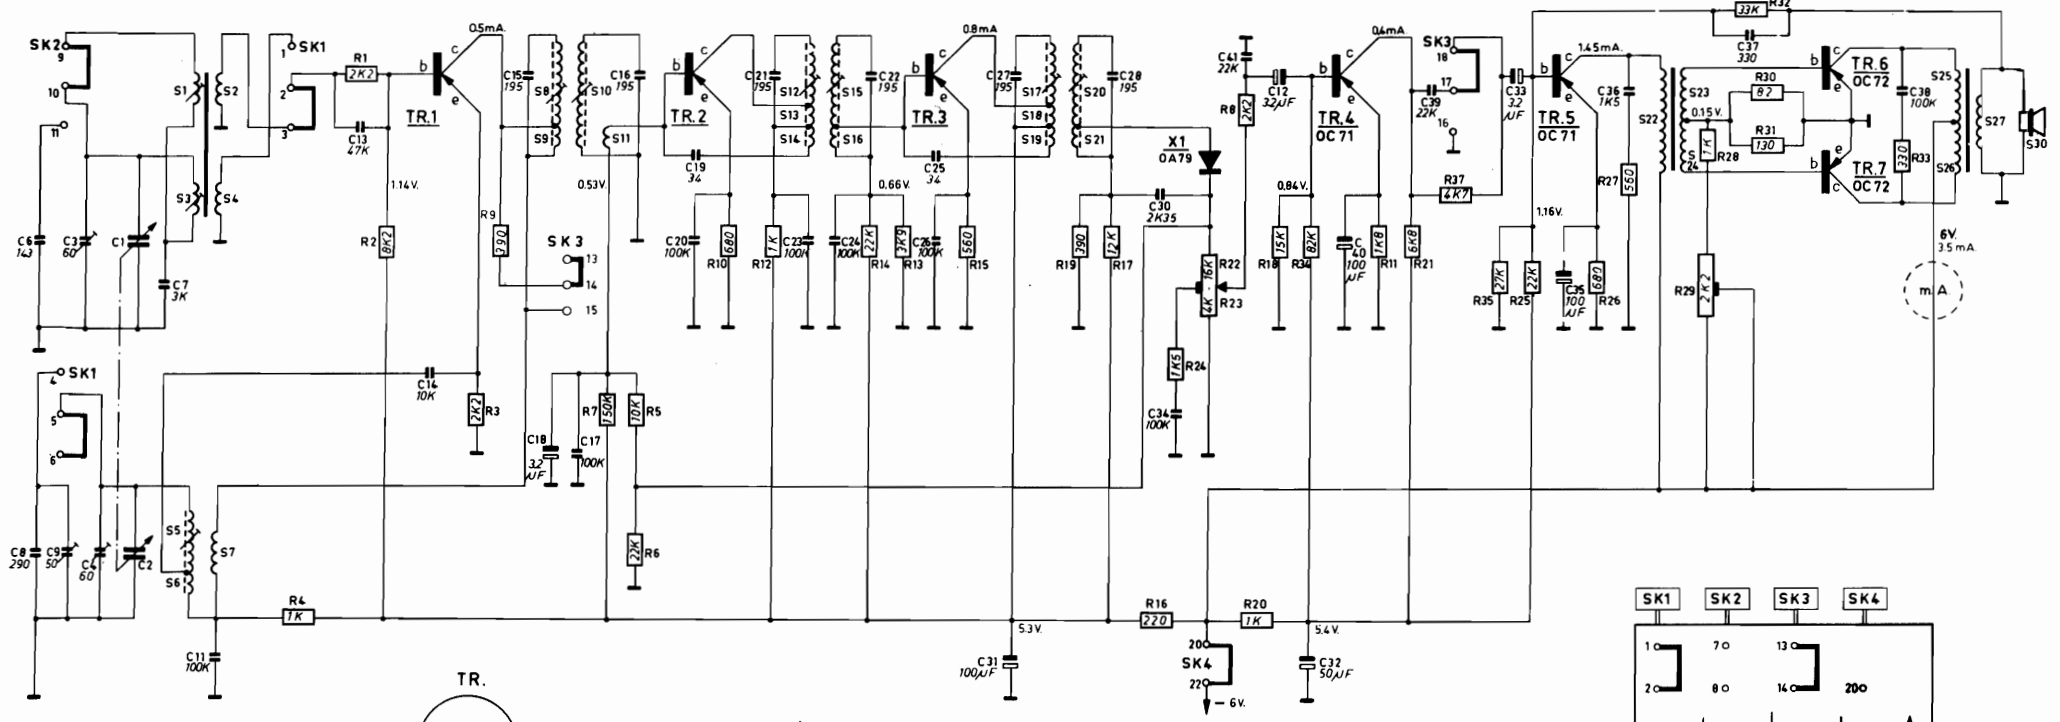 SK2
9
10
11
S1
S2
S3
S4
1 SK1
2
3
R1
2K2
C13
47K
b
c
e
TR.1
0.5mA.
1.14V.
R2
8K2
C6
143
C3
60
C1
C7
3K
4 SK1
5
6
C8
290
C9
50
C4
60
C2
S5
S6
S7
C11
100K
R4
1K
C14
10K
R3
2K2
R9
390
SK3
13
14
15
C15
195
S8
S9
S10
S11
C16
195
0.53V.
C18
3.2
µF
C17
100K
R7
150K
R5
10K
R6
22K
b
c
e
TR.2
C19
34
C20
100K
R10
680
C21
195
S12
S13
S14
S15
S16
C22
195
R12
1K
C23
100K
C24
100K
R14
22K
R13
3K9
0.66V.
b
c
e
TR.3
0.8mA
C25
34
C26
100K
R15
560
C27
195
S17
S18
S19
S20
S21
C28
195
R19
390
R17
12K
C30
2K35
X1
OA79
R22
16K
R23
4K
R24
1K5
C34
100K
C41
22K
R8
2K2
C12
3.2µF
b
c
e
TR.4
OC71
0.4mA.
0.84V.
R18
15K
R34
82K
C
40
100
µF
R11
1K8
R21
6K8
SK3
18
17
16
C39
22K
R37
4K7
C33
3.2
µF
b
c
e
TR.5
OC71
1.45mA.
1.16V.
R35
27K
R25
22K
C35
100
µF
R26
680
C36
1K5
R27
560
S22
S23
S
24
0.15V.
R28
1K
R29
2K2
R30
82
R31
130
R32
33K
C37
330
b
c
e
TR.6
OC72
TR.7
OC72
b
e
c
C38
100K
R33
330
S25
S26
S27
S30
6V.
3.5mA.
m.A.
5.3V.
C31
100µF
R16
220
R20
1K
20
SK4
22
– 6V.
5.4V.
C32
50µF
TR.
SK1 SK2 SK3 SK4
1 7 13
2 8 14 20